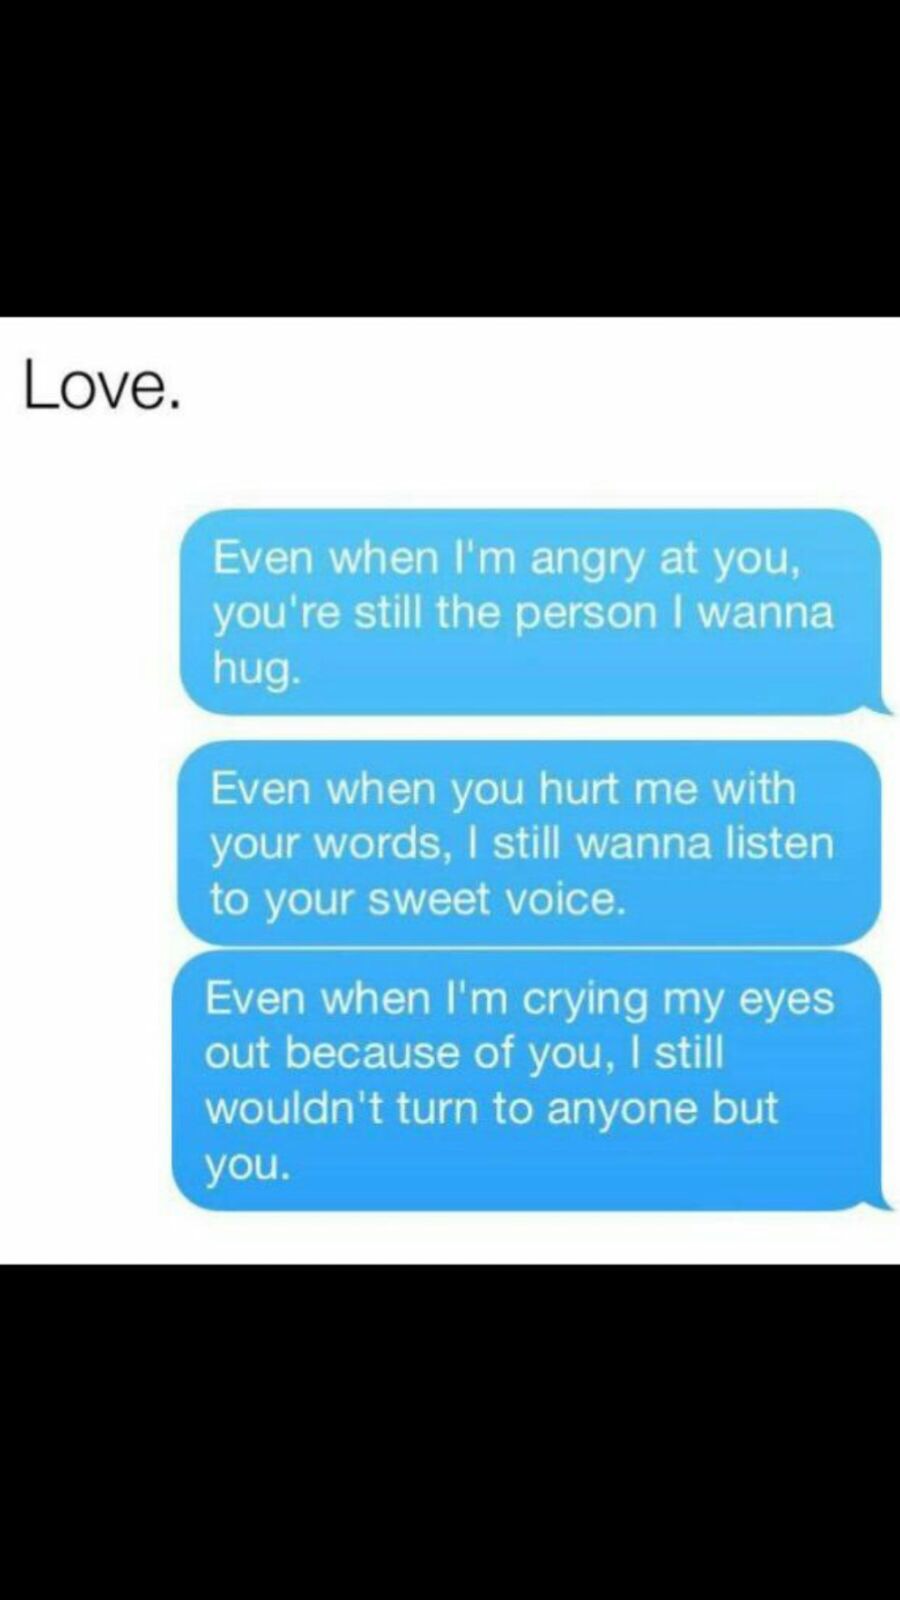 Love.
Even when I'm angry at you,
you're still the person I wanna
hug.
Even when you hurt me with
your words, I still wanna listen
to your sweet voice.
Even when I'm crying my eyes
out because of you, I still
wouldn't turn to anyone but
you.